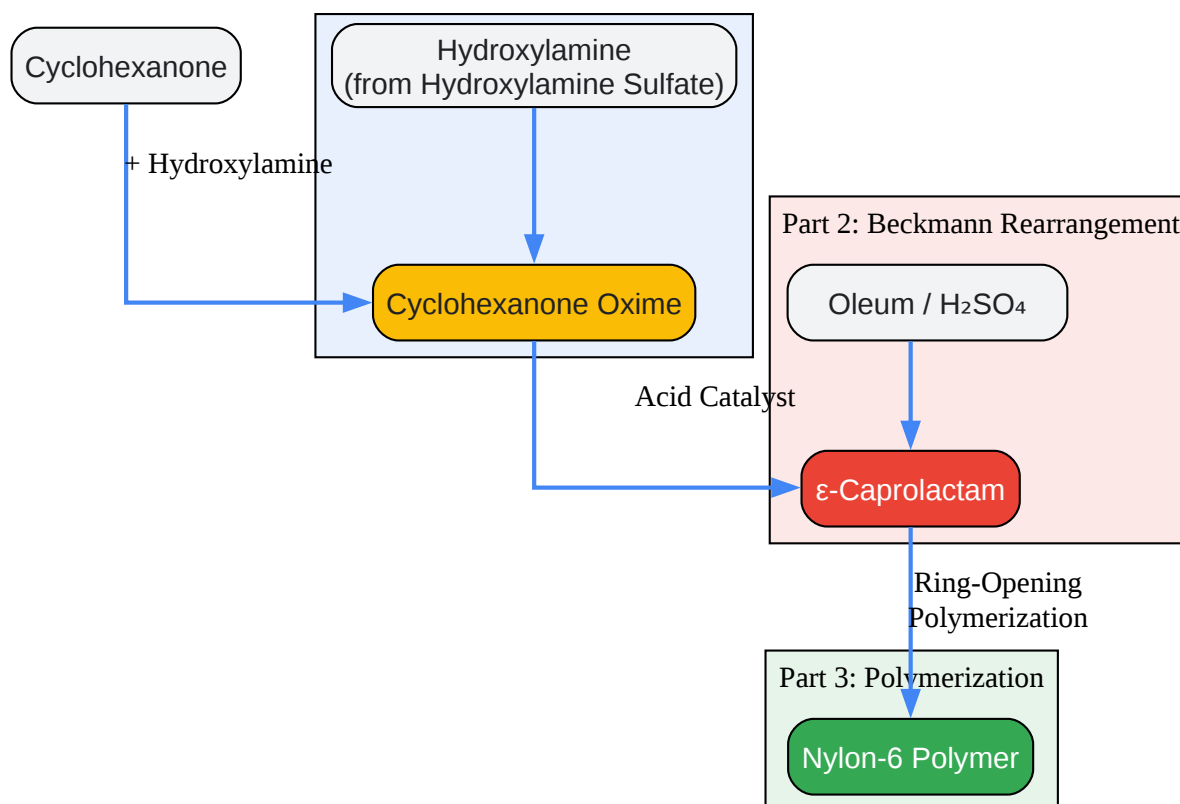 Cyclohexanone
Hydroxylamine
(from Hydroxylamine Sulfate)
+ Hydroxylamine
Part 2: Beckmann Rearrangement
Cyclohexanone Oxime
Oleum / H₂SO₄
Acid Catalyst
ε-Caprolactam
Ring-Opening
Polymerization
Part 3: Polymerization
Nylon-6 Polymer